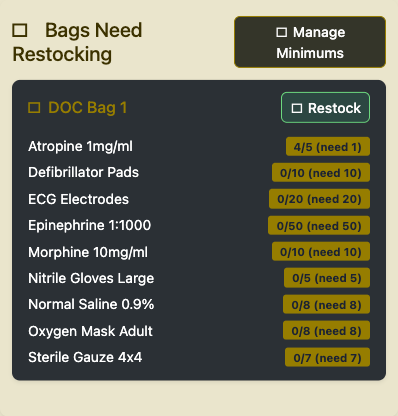 Bags Need
Restocking
Manage
Minimums
DOC Bag 1
Restock
Atropine 1mg/ml 4/5 (need 1)
Defibrillator Pads 0/10 (need 10)
ECG Electrodes 0/20 (need 20)
Epinephrine 1:1000 0/50 (need 50)
Morphine 10mg/ml 0/10 (need 10)
Nitrile Gloves Large 0/5 (need 5)
Normal Saline 0.9% 0/8 (need 8)
Oxygen Mask Adult 0/8 (need 8)
Sterile Gauze 4x4 0/7 (need 7)